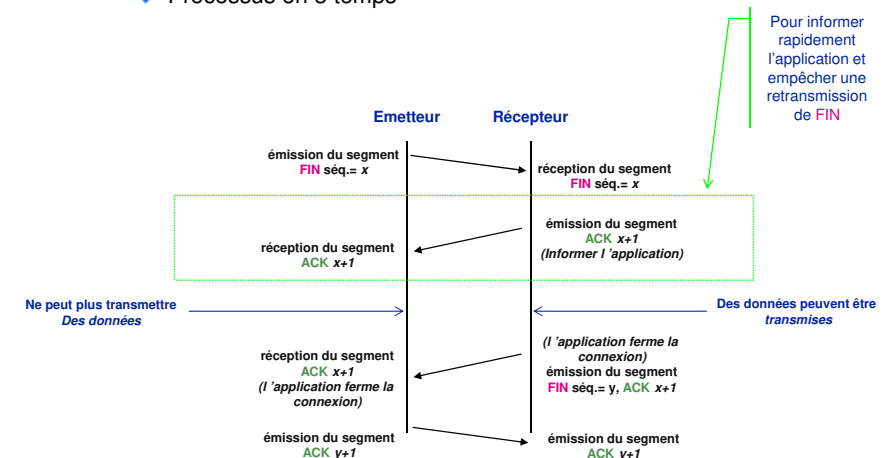 Processus en 3 temps
Pour informer
rapidement
l'application et
empêcher une
retransmission
de FIN
Emetteur
Récepteur
émission du segment
FIN séq.= x
réception du segment
FIN séq.= x
émission du segment
ACK x+1
(Informer l 'application)
réception du segment
ACK x+1
Ne peut plus transmettre
Des données
Des données peuvent être
transmises
(l 'application ferme la
connexion)
émission du segment
FIN séq.= y, ACK x+1
réception du segment
ACK x+1
(l 'application ferme la
connexion)
émission du segment
ACK y+1
émission du segment
ACK y+1